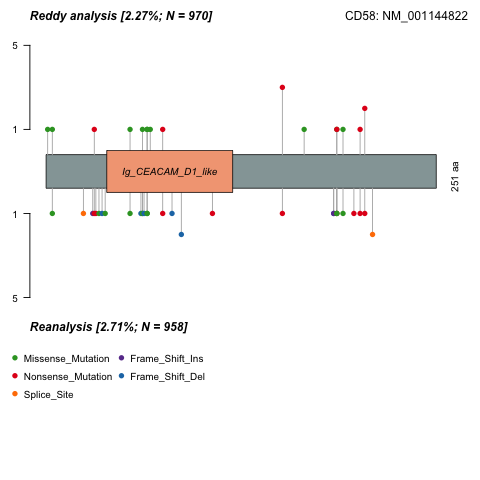 Reddy analysis [2.27%; N = 970]
CD58: NM_001144822
5
1
Ig_CEACAM_D1_like
251 aa
1
5
Reanalysis [2.71%; N = 958]
Missense_Mutation
Frame_Shift_Ins
Nonsense_Mutation
Frame_Shift_Del
Splice_Site